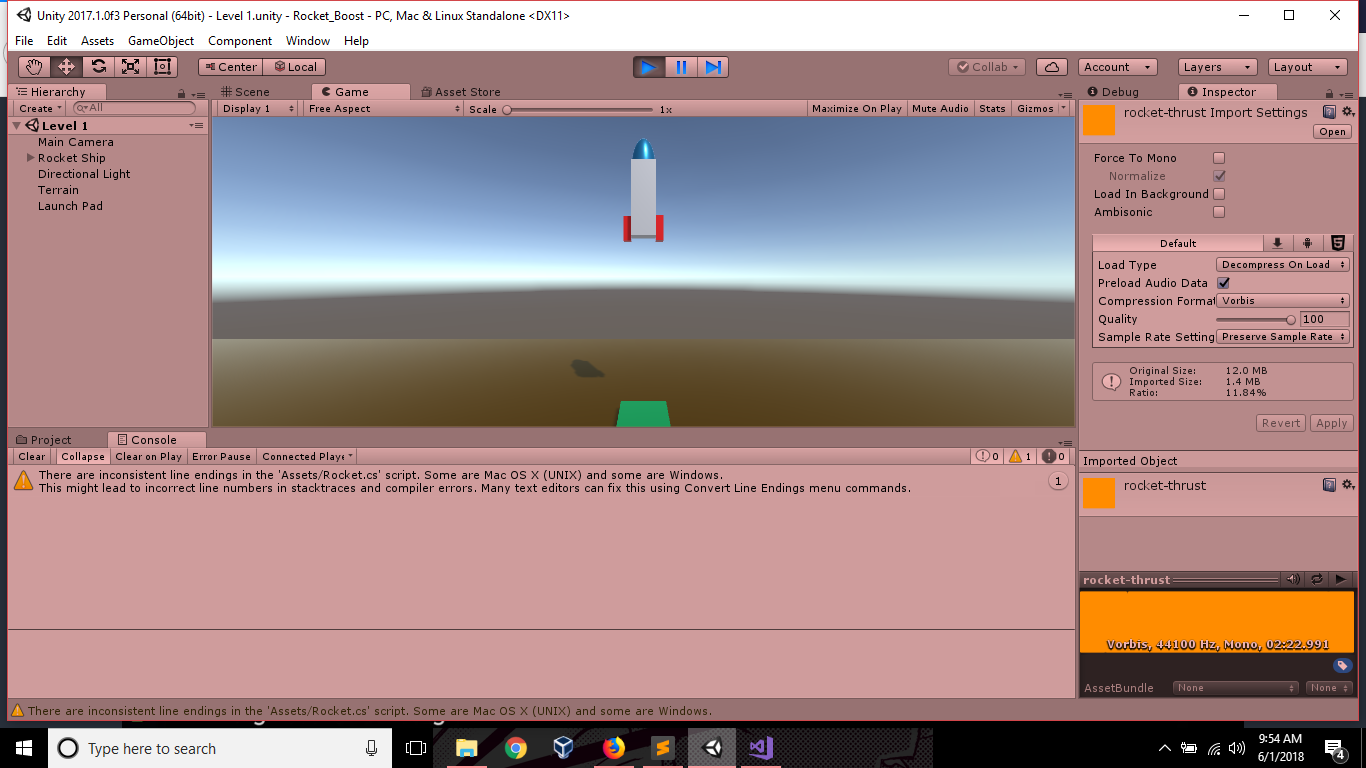 Unity 2017.1.0f3 Personal (64bit) - Level 1.unity - Rocket_Boost - PC, Mac & Linux Standalone <DX11>
File Edit Assets GameObject Component Window Help
Center Local Collab Account Layers Layout
Hierarchy Scene Game Asset Store Debug Inspector
Create All Display 1 Free Aspect Scale 1x Maximize On Play Mute Audio Stats Gizmos
Level 1
Main Camera
Rocket Ship
Directional Light
Terrain
Launch Pad
rocket-thrust Import Settings
Open
Force To Mono
Normalize
Load In Background
Ambisonic
Default
Load Type Decompress On Load
Preload Audio Data
Compression Format Vorbis
Quality 100
Sample Rate Setting Preserve Sample Rate
Original Size: 12.0 MB
Imported Size: 1.4 MB
Ratio: 11.84%
Revert Apply
Project Console
Clear Collapse Clear on Play Error Pause Connected Playe 0 1 0
There are inconsistent line endings in the 'Assets/Rocket.cs' script. Some are Mac OS X (UNIX) and some are Windows.
This might lead to incorrect line numbers in stacktraces and compiler errors. Many text editors can fix this using Convert Line Endings menu commands.
1
Imported Object
rocket-thrust
rocket-thrust
Vorbis, 44100 Hz, Mono, 02:22.991
AssetBundle None None
There are inconsistent line endings in the 'Assets/Rocket.cs' script. Some are Mac OS X (UNIX) and some are Windows.
Type here to search
9:54 AM
6/1/2018
4